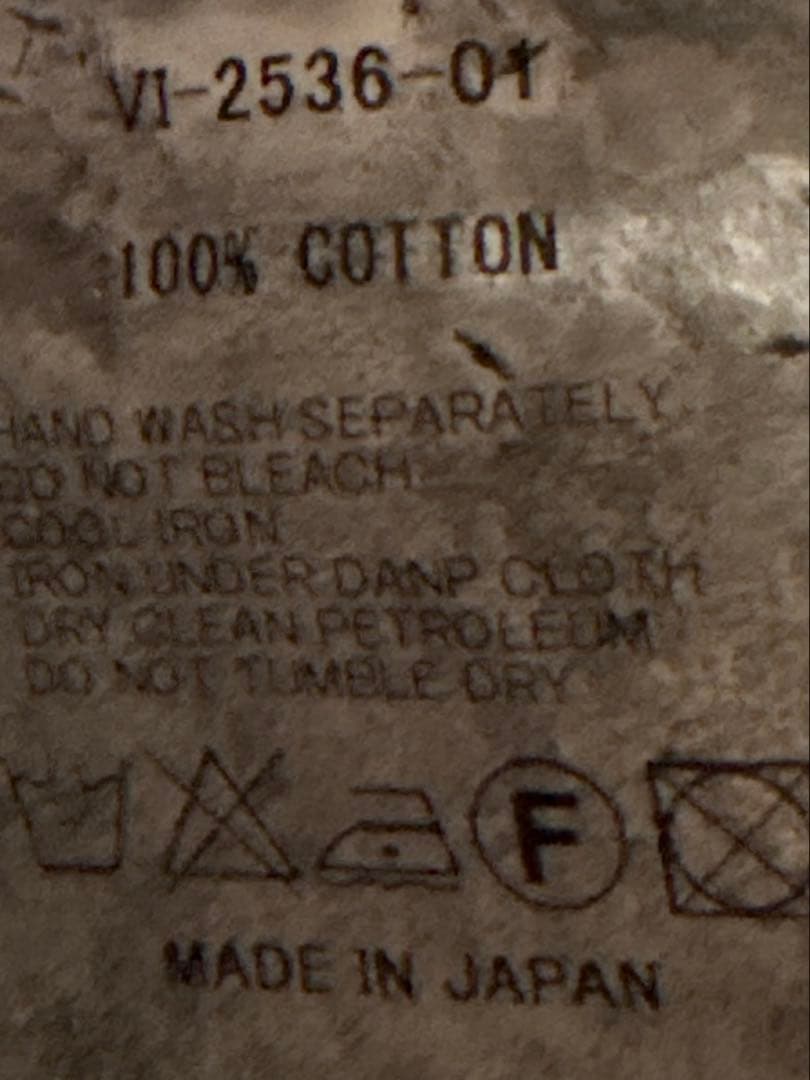 VI-2536-01
100% COTTON
HAND WASH SEPARATELY
DO NOT BLEACH
COOL IRON
IRON UNDER DANP CLOTH
DRY CLEAN PETROLEUM
DO NOT TUMBLE DRY
F
MADE IN JAPAN